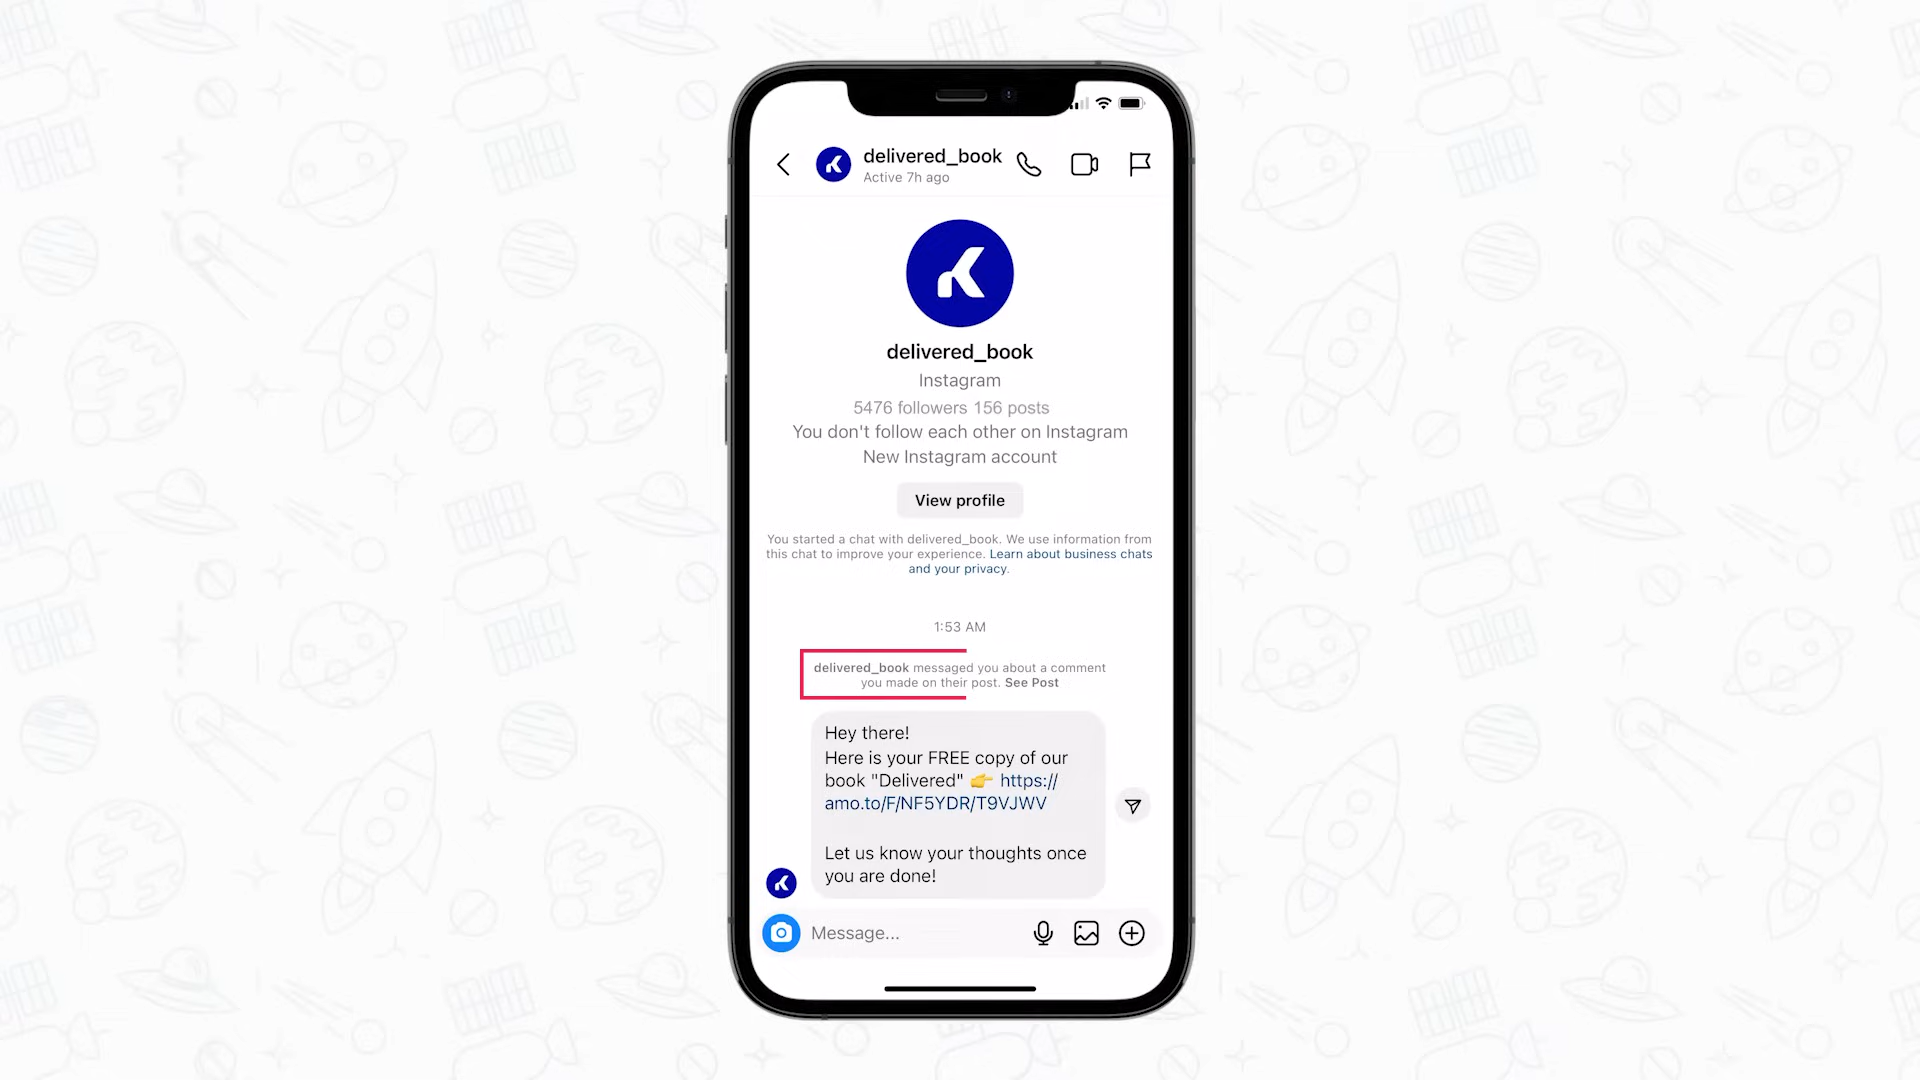 delivered_book
Active 7h ago
delivered_book
Instagram
5476 followers 156 posts
You don't follow each other on Instagram
New Instagram account
View profile
You started a chat with delivered_book. We use information from
this chat to improve your experience. Learn about business chats
and your privacy.
1:53 AM
delivered_book messaged you about a comment
you made on their post. See Post
Hey there!
Here is your FREE copy of our
book "Delivered" 👉 https://
amo.to/F/NF5YDR/T9VJWV
Let us know your thoughts once
you are done!
Message...